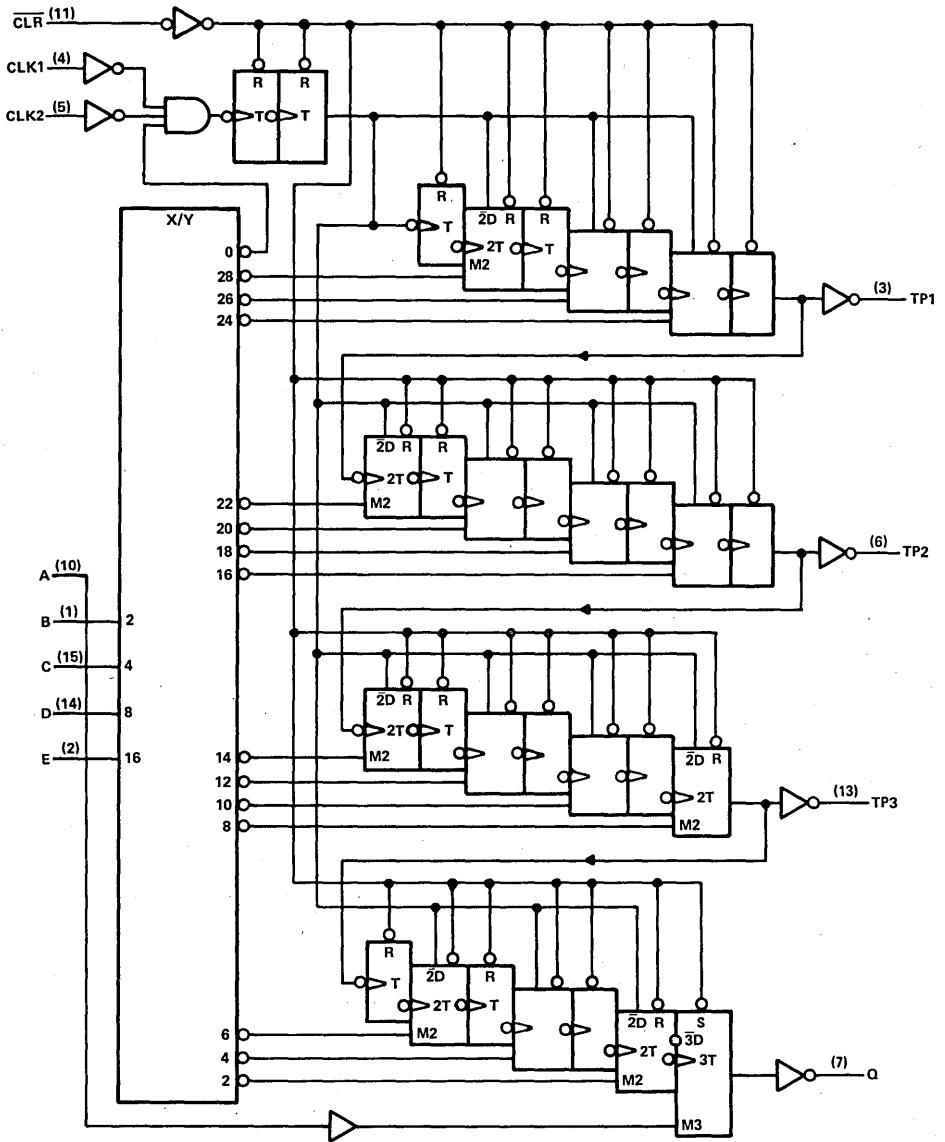 CLR (11)
CLK1 (4)
CLK2 (5)
R R
T T
X/Y
0
28
26
24
R
T
2D R R
2T T
M2
(3) TP1
2D R R
2T T
M2
22
20
18
16
(6) TP2
A (10)
B (1) 2
C (15) 4
D (14) 8
E (2) 16
2D R R
2T T
M2
14
12
10
8
2D R
2T
M2
(13) TP3
R
T
2D R
2T T
M2
6
4
2
2D R S
3D
2T 3T
M2
M3
(7) Q